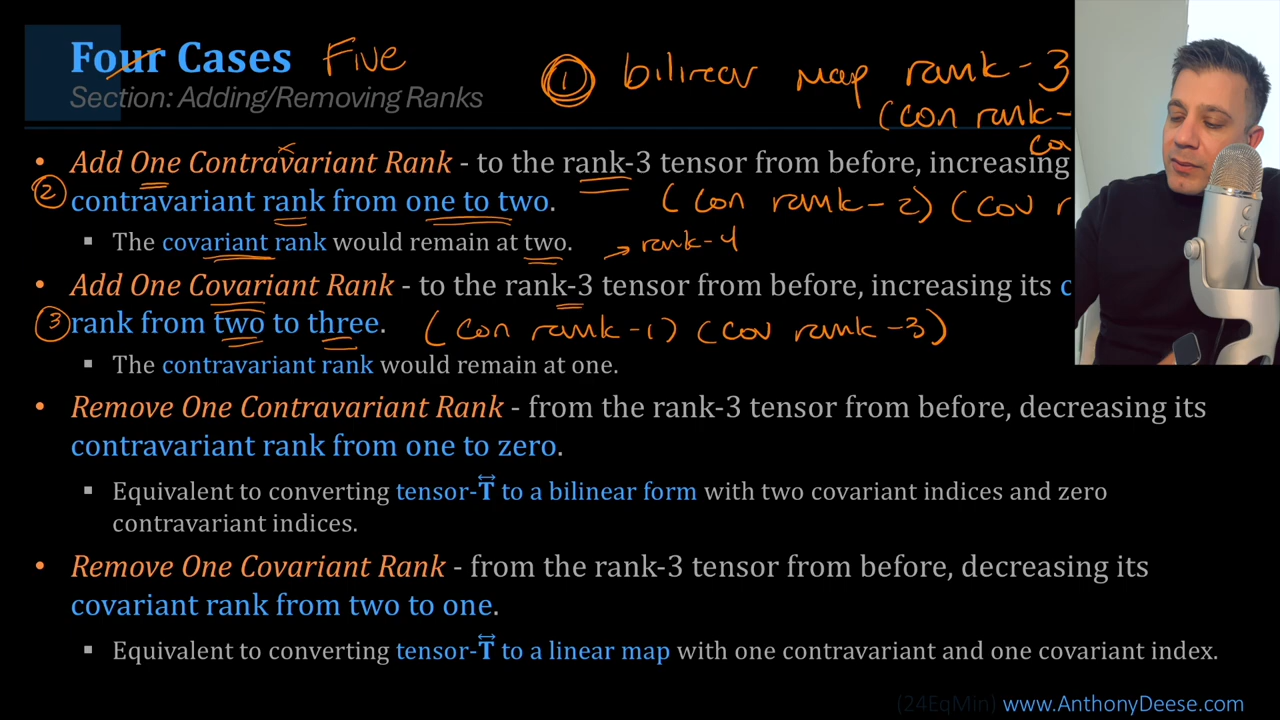 Four Cases Five
Section: Adding/Removing Ranks
① bilinear map rank-3
(con rank-
• Add One Contravariant Rank - to the rank-3 tensor from before, increasing
② contravariant rank from one to two. (con rank-2) (cov r
▪ The covariant rank would remain at two. → rank-4
• Add One Covariant Rank - to the rank-3 tensor from before, increasing its c
③ rank from two to three. (con rank-1) (cov rank-3)
▪ The contravariant rank would remain at one.
• Remove One Contravariant Rank - from the rank-3 tensor from before, decreasing its
contravariant rank from one to zero.
▪ Equivalent to converting tensor-T⃡ to a bilinear form with two covariant indices and zero
contravariant indices.
• Remove One Covariant Rank - from the rank-3 tensor from before, decreasing its
covariant rank from two to one.
▪ Equivalent to converting tensor-T⃡ to a linear map with one contravariant and one covariant index.
(24EqMin) www.AnthonyDeese.com